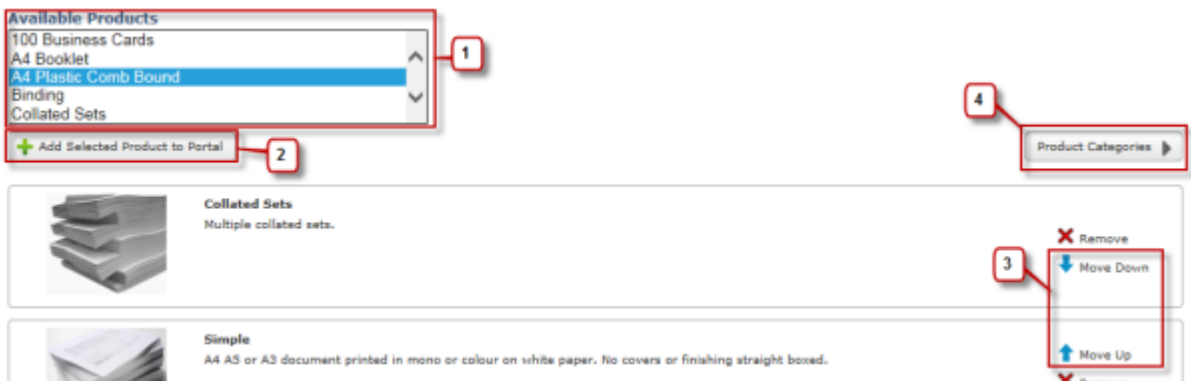 Available Products
100 Business Cards
A4 Booklet
A4 Plastic Comb Bound
Binding
Collated Sets
1
Add Selected Product to Portal
2
4
Product Categories
Collated Sets
Multiple collated sets.
Remove
3
Move Down
Simple
A4 A5 or A3 document printed in mono or colour on white paper. No covers or finishing straight boxed.
Move Up
Remove